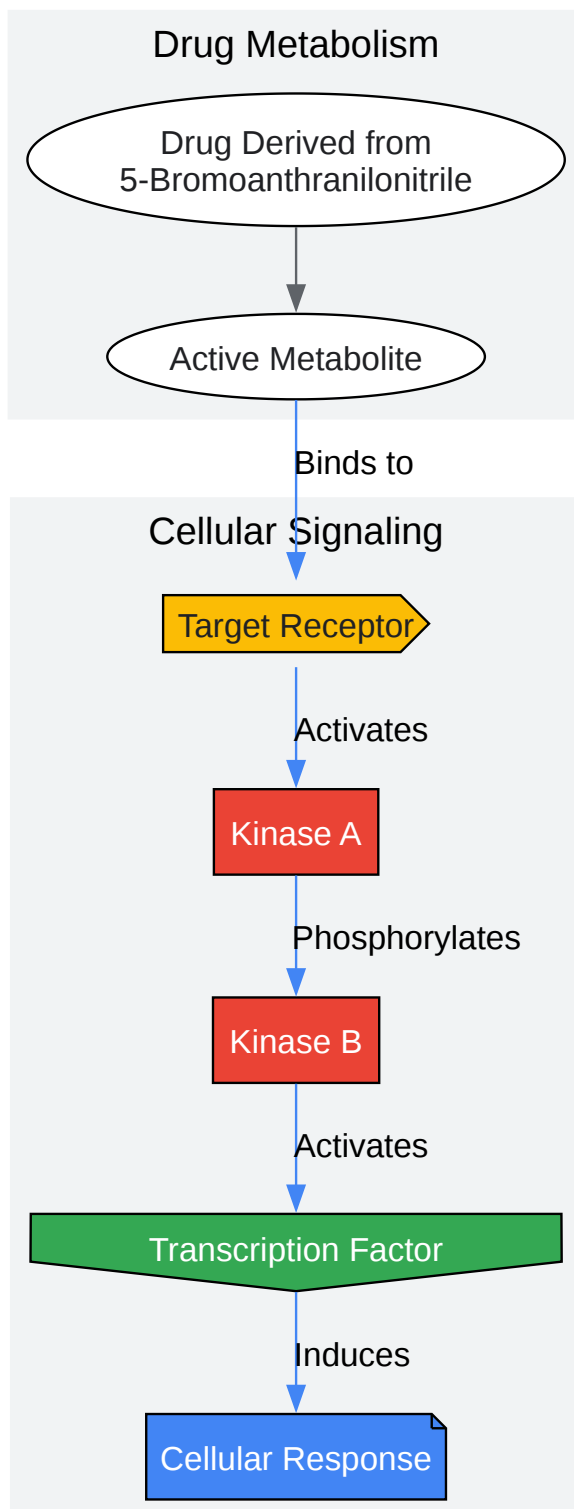 Drug Metabolism
Drug Derived from
5-Bromoanthranilonitrile
Active Metabolite
Binds to
Cellular Signaling
Target Receptor
Activates
Kinase A
Phosphorylates
Kinase B
Activates
Transcription Factor
Induces
Cellular Response